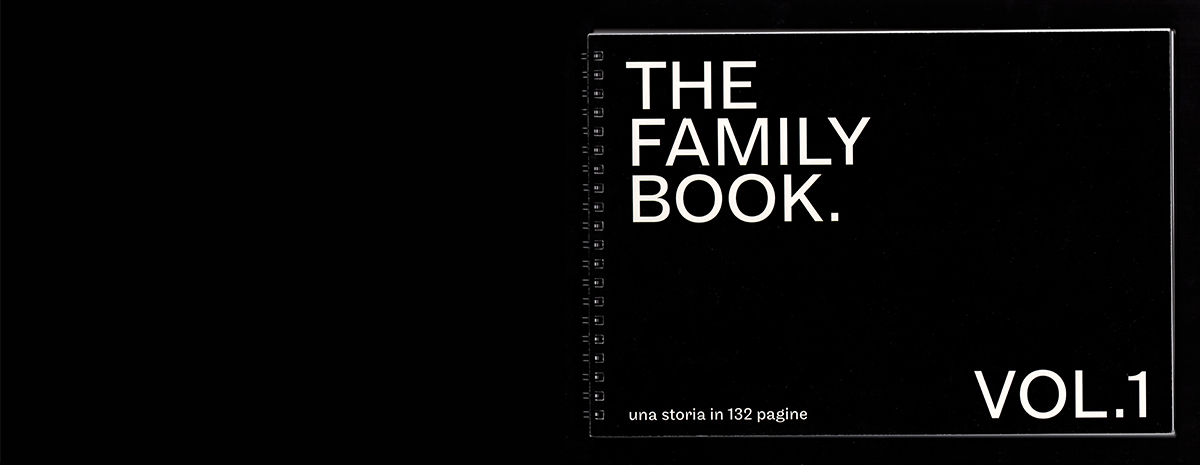 THE
FAMILY
BOOK.
una storia in 132 pagine
VOL.1